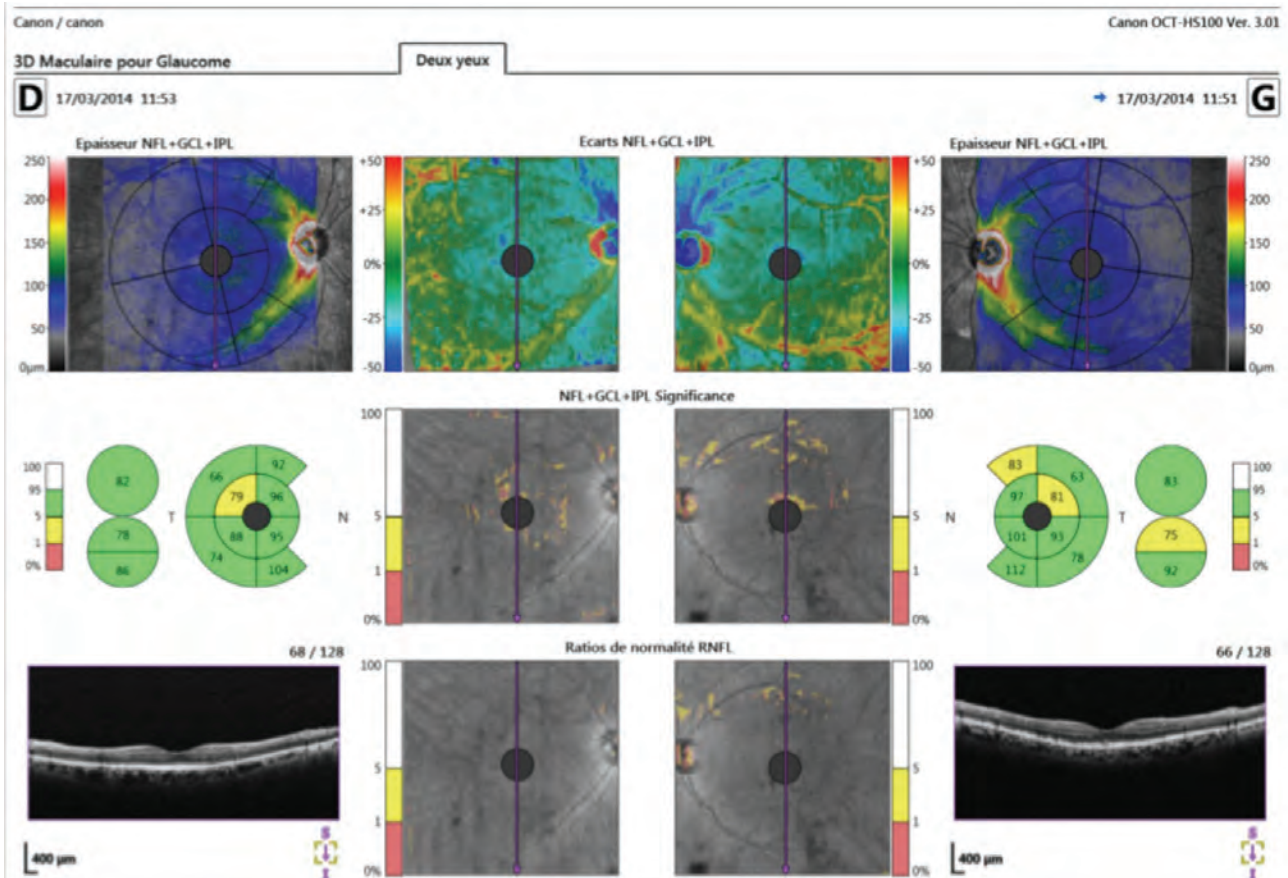 Canon / canon
Canon OCT-HS100 Ver. 3.01
3D Maculaire pour Glaucome
Deux yeux
D 17/03/2014 11:53
17/03/2014 11:51 G
Epaisseur NFL+GCL+IPL
Ecarts NFL+GCL+IPL
Epaisseur NFL+GCL+IPL
250
200
150
100
50
0µm
+50
+25
0%
-25
-50
+50
+25
0%
-25
-50
250
200
150
100
50
0µm
NFL+GCL+IPL Significance
100
95
5
1
0%
82
78
86
T
66
92
79
96
88
95
74
104
N
100
5
1
0%
100
5
1
0%
N
83
63
97
81
101
93
112
78
T
83
75
92
100
95
5
1
0%
Ratios de normalité RNFL
68 / 128
66 / 128
100
5
1
0%
100
5
1
0%
400 µm
S
I
400 µm
S
I